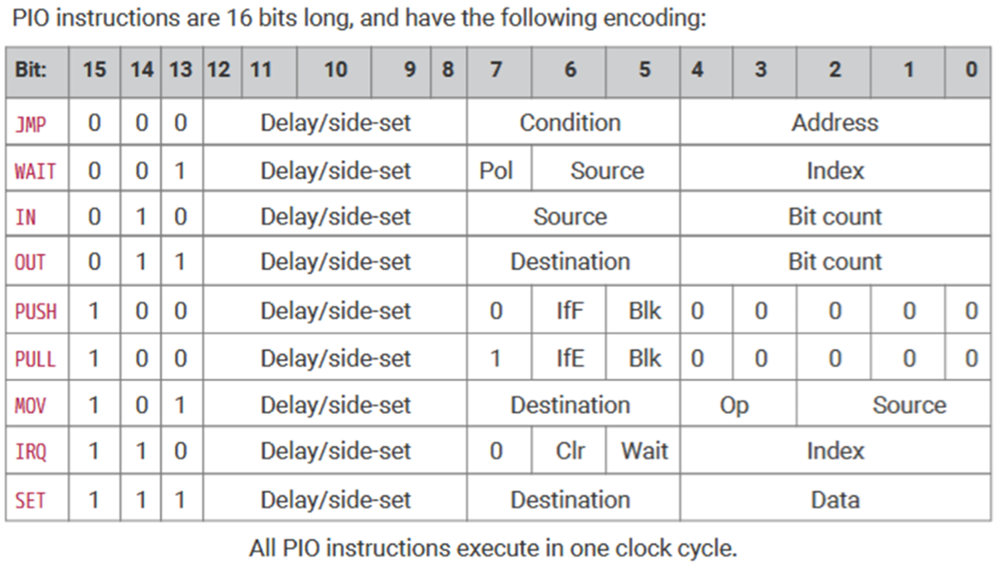 PIO instructions are 16 bits long, and have the following encoding:
Bit: 15 14 13 12 11 10 9 8 7 6 5 4 3 2 1 0
JMP 0 0 0 Delay/side-set Condition Address
WAIT 0 0 1 Delay/side-set Pol Source Index
IN 0 1 0 Delay/side-set Source Bit count
OUT 0 1 1 Delay/side-set Destination Bit count
PUSH 1 0 0 Delay/side-set 0 IfF Blk 0 0 0 0 0
PULL 1 0 0 Delay/side-set 1 IfE Blk 0 0 0 0 0
MOV 1 0 1 Delay/side-set Destination Op Source
IRQ 1 1 0 Delay/side-set 0 Clr Wait Index
SET 1 1 1 Delay/side-set Destination Data
All PIO instructions execute in one clock cycle.